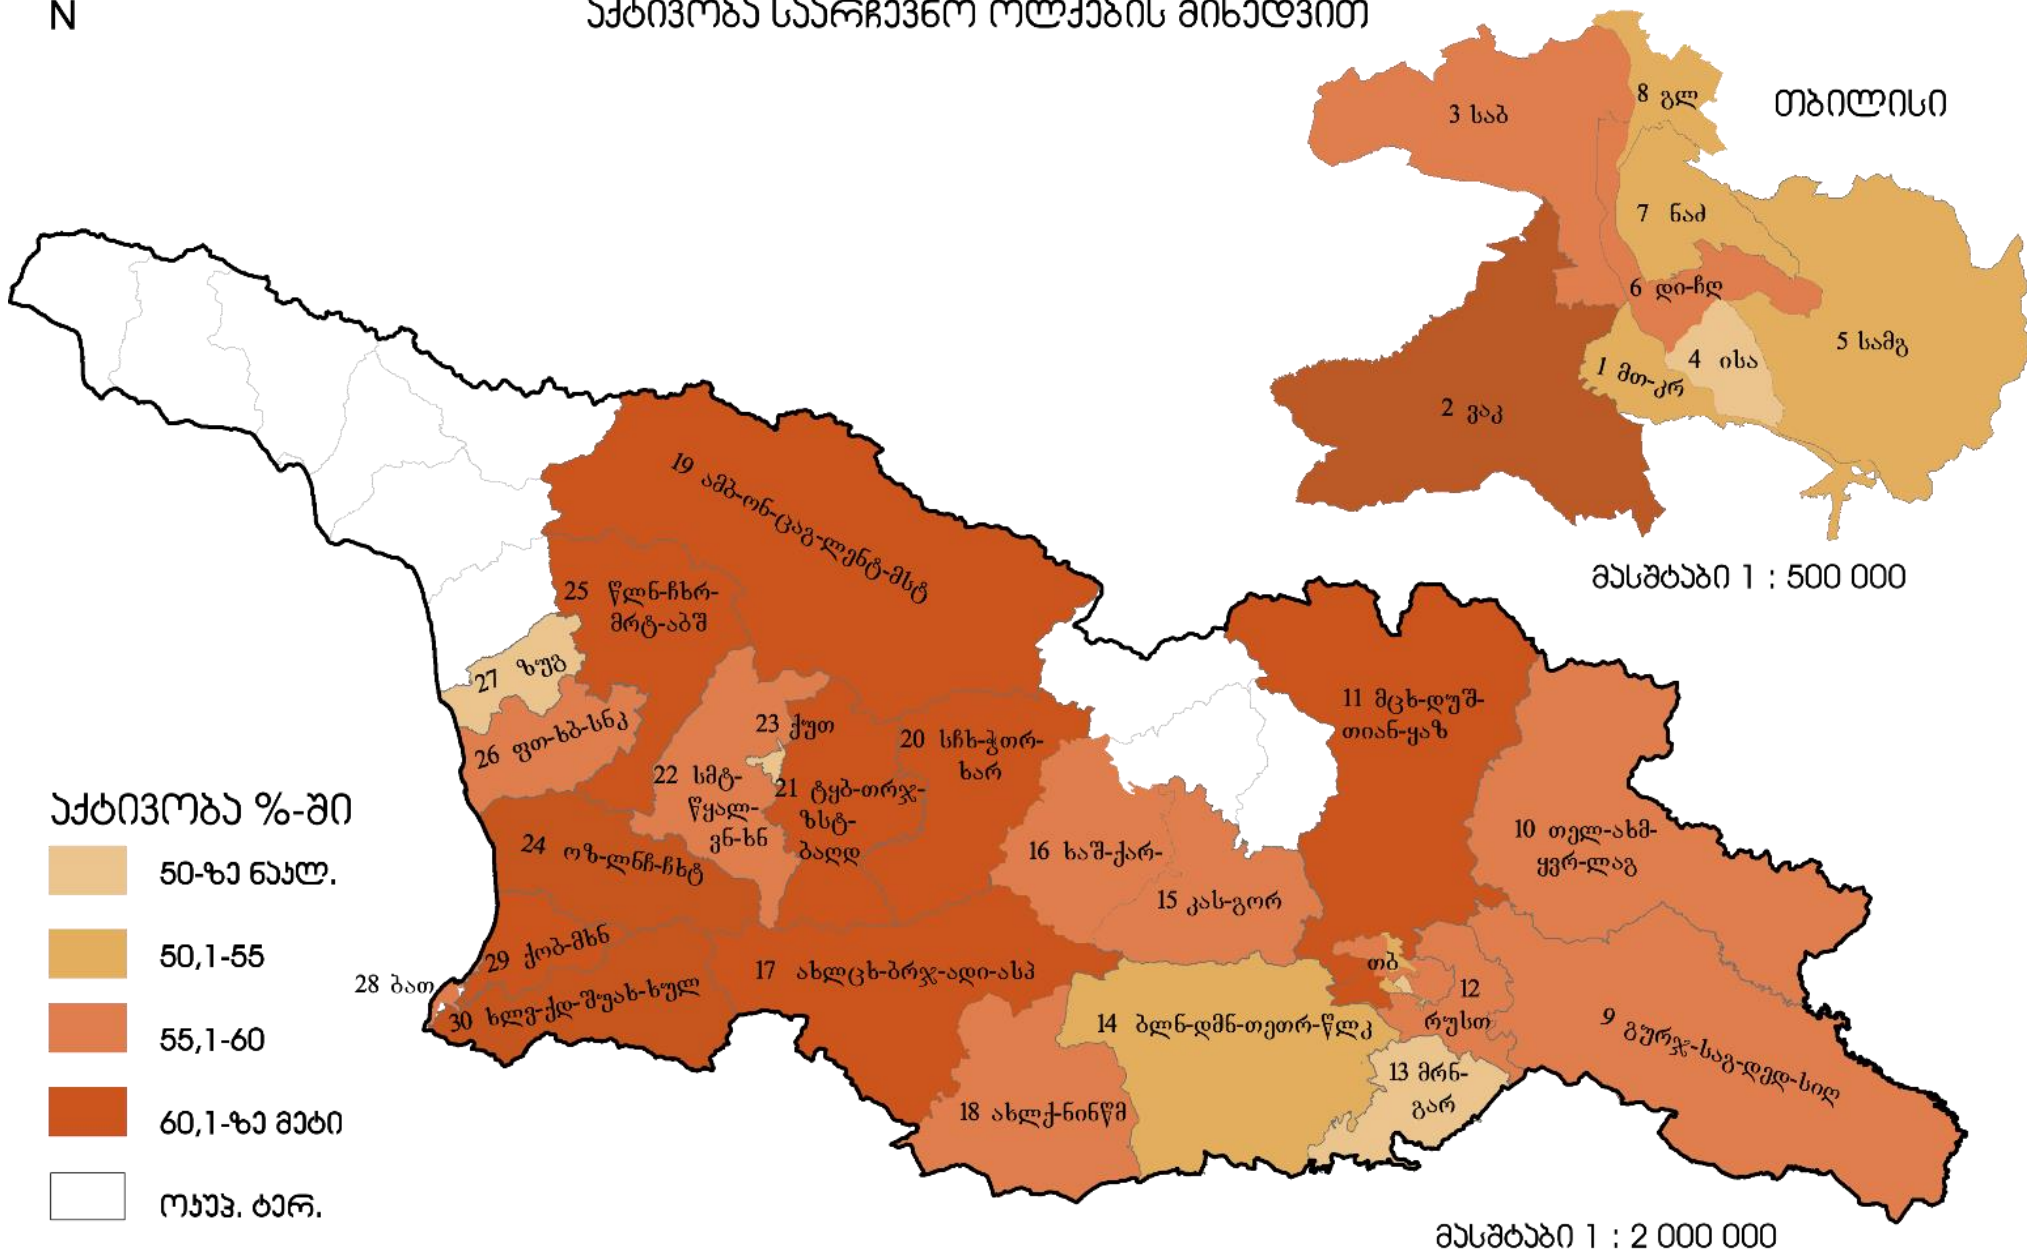 N
აქტივობა საარჩევნო ოლქების მიხედვით
თბილისი
3 საბ
8 გლ
7 ნაძ
6 დი-ჩღ
5 სამგ
4 ისა
1 მთ-კრ
2 ვაკ
მასშტაბი 1 : 500 000
19 ამბ-ონ-ცაგ-ლენტ-მსტ
25 წლნ-ჩხრ-
მრტ-აბშ
27 ზუგ
26 ფთ-ხბ-სნკ
23 ქუთ
22 სმტ-
წყალ-
ვნ-ხნ
21 ტყბ-თრჯ-
ზსტ-
ბაღდ
20 სჩხ-ჭთრ-
ხარ
11 მცხ-დუშ-
თიან-ყაზ
10 თელ-ახმ-
ყვრ-ლაგ
16 ხაშ-ქარ-
15 კას-გორ
24 ოზ-ლნჩ-ჩხტ
29 ქობ-მხნ
28 ბათ
30 ხლვ-ქდ-შუახ-ხულ
17 ახლცხ-ბრჯ-ადი-ასპ
თბ
12
რუსთ
14 ბლნ-დმნ-თეთრ-წლკ
13 მრნ-
გარ
9 გურჯ-საგ-დედ-სიღ
18 ახლქ-ნინწმ
აქტივობა %-ში
50-ზე ნაკლ.
50,1-55
55,1-60
60,1-ზე მეტი
ოკუპ. ტერ.
მასშტაბი 1 : 2 000 000